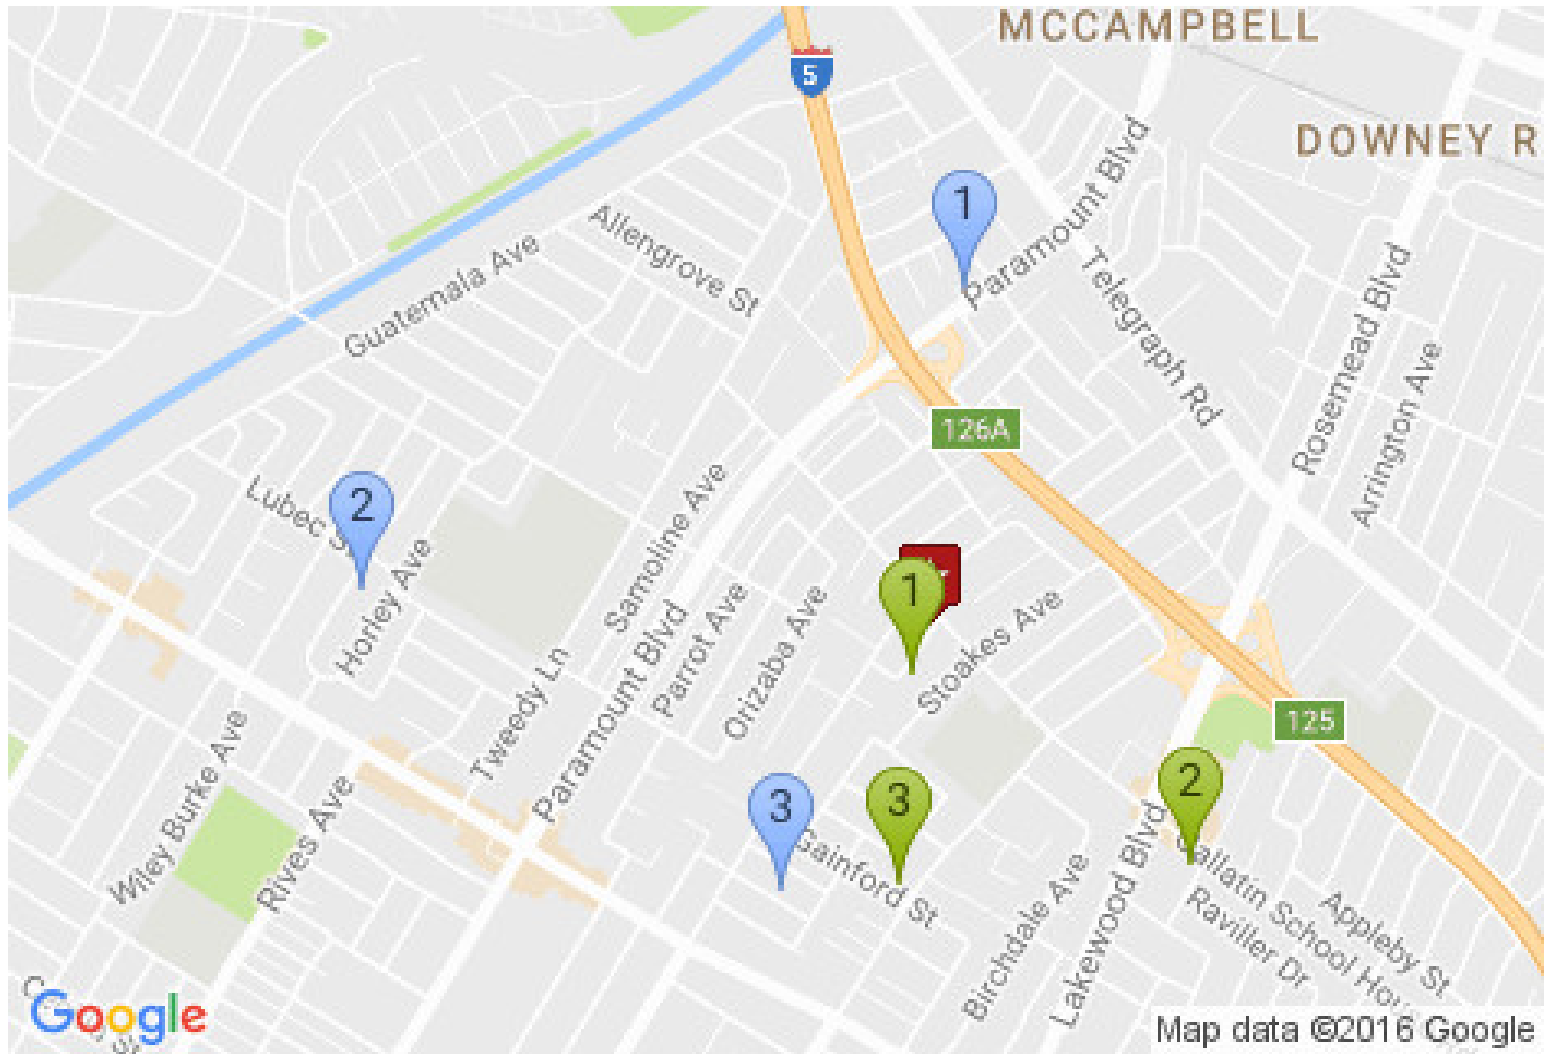 MCCAMPBELL
5
DOWNEY R
Paramount Blvd
1
Allengrove St
Guatemala Ave
Telegraph Rd
Rosemead Blvd
Arrington Ave
126A
Lubec
2
Horley Ave
Samoline Ave
1
Stoakes Ave
Parrot Ave
Orizaba Ave
Paramount Blvd
Tweedy Ln
125
Wiley Burke Ave
Rives Ave
3
3
2
Gainford St
Birchdale Ave
Lakewood Blvd
Gallatin School
Raviller Dr
Appleby St
Google
Map data ©2016 Google